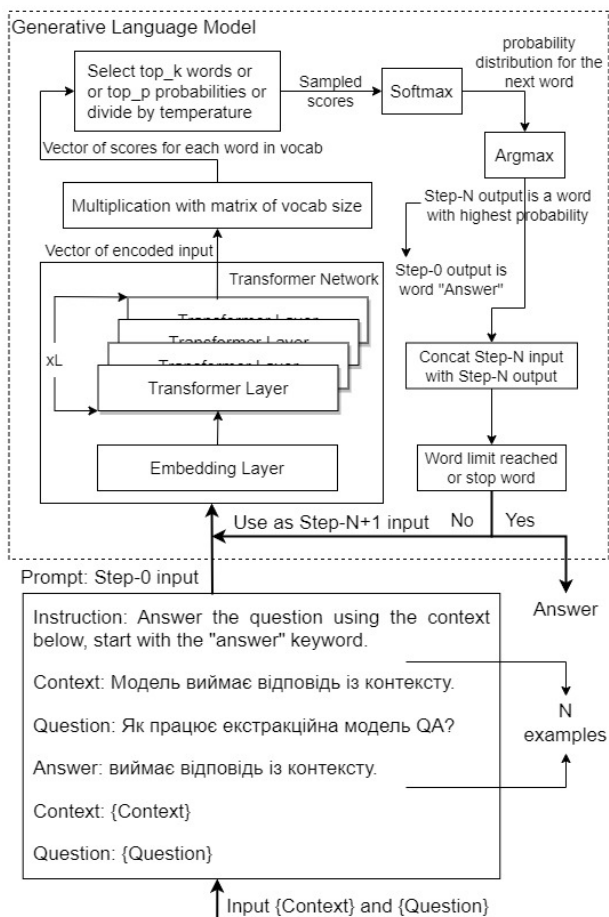 Generative Language Model
Select top_k words or
or top_p probabilities or
divide by temperature
Sampled
scores
Softmax
probability
distribution for the
next word
Argmax
Vector of scores for each word in vocab
Multiplication with matrix of vocab size
Step-N output is a word
with highest probability
Step-0 output is
word "Answer"
Vector of encoded input
Transformer Network
Transformer Layer
Transformer Layer
Transformer Layer
Transformer Layer
xL
Embedding Layer
Concat Step-N input
with Step-N output
Word limit reached
or stop word
Use as Step-N+1 input
No
Yes
Answer
Prompt: Step-0 input
Instruction: Answer the question using the context
below, start with the "answer" keyword.
Context: Модель виймає відповідь із контексту.
Question: Як працює екстракційна модель QA?
Answer: виймає відповідь із контексту.
Context: {Context}
Question: {Question}
N
examples
Input {Context} and {Question}